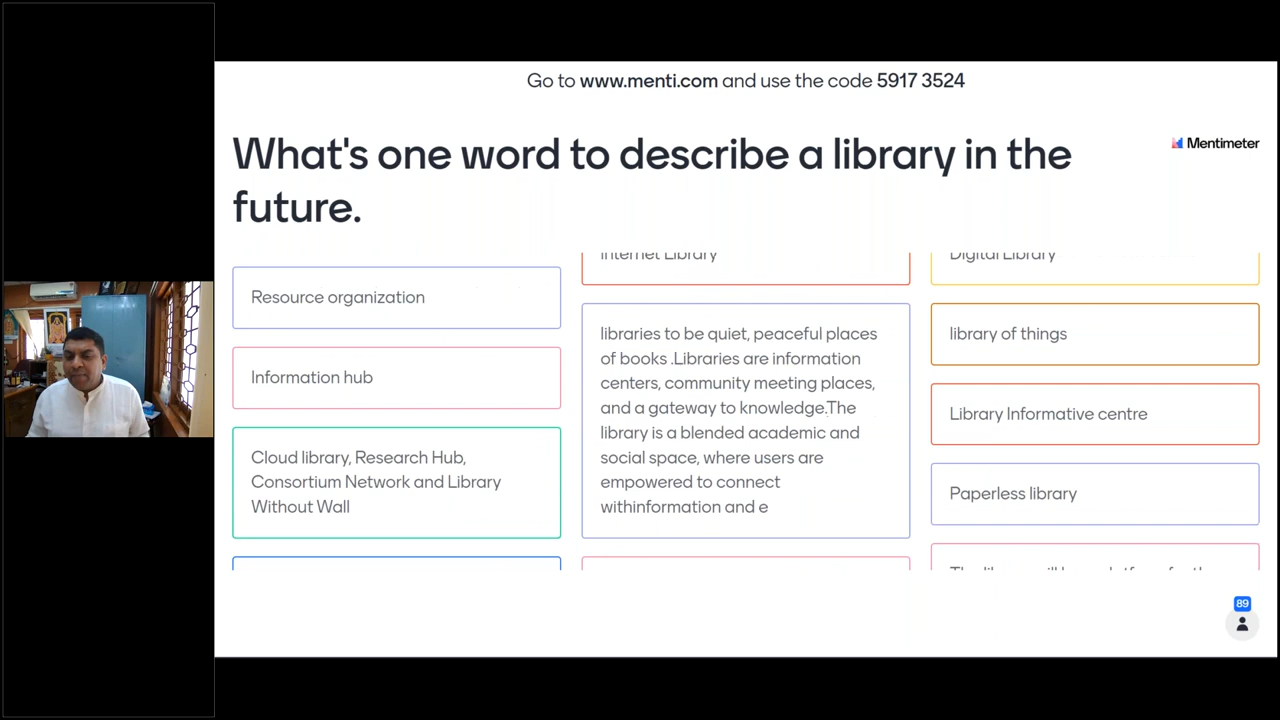 Go to www.menti.com and use the code 5917 3524
What's one word to describe a library in the
future.
Mentimeter
Resource organization
Information hub
Cloud library, Research Hub,
Consortium Network and Library
Without Wall
Internet Library
libraries to be quiet, peaceful places
of books .Libraries are information
centers, community meeting places,
and a gateway to knowledge.The
library is a blended academic and
social space, where users are
empowered to connect
withinformation and e
Digital Library
library of things
Library Informative centre
Paperless library
89